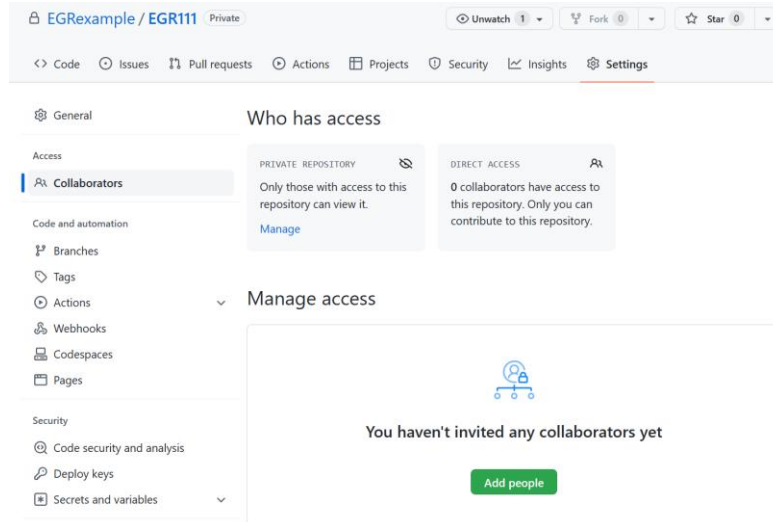 EGRexample / EGR111 Private
Unwatch 1 Fork 0 Star 0
Code Issues Pull requests Actions Projects Security Insights Settings
General
Access
Collaborators
Code and automation
Branches
Tags
Actions
Webhooks
Codespaces
Pages
Security
Code security and analysis
Deploy keys
Secrets and variables
Who has access
PRIVATE REPOSITORY
Only those with access to this
repository can view it.
Manage
DIRECT ACCESS
0 collaborators have access to
this repository. Only you can
contribute to this repository.
Manage access
You haven't invited any collaborators yet
Add people